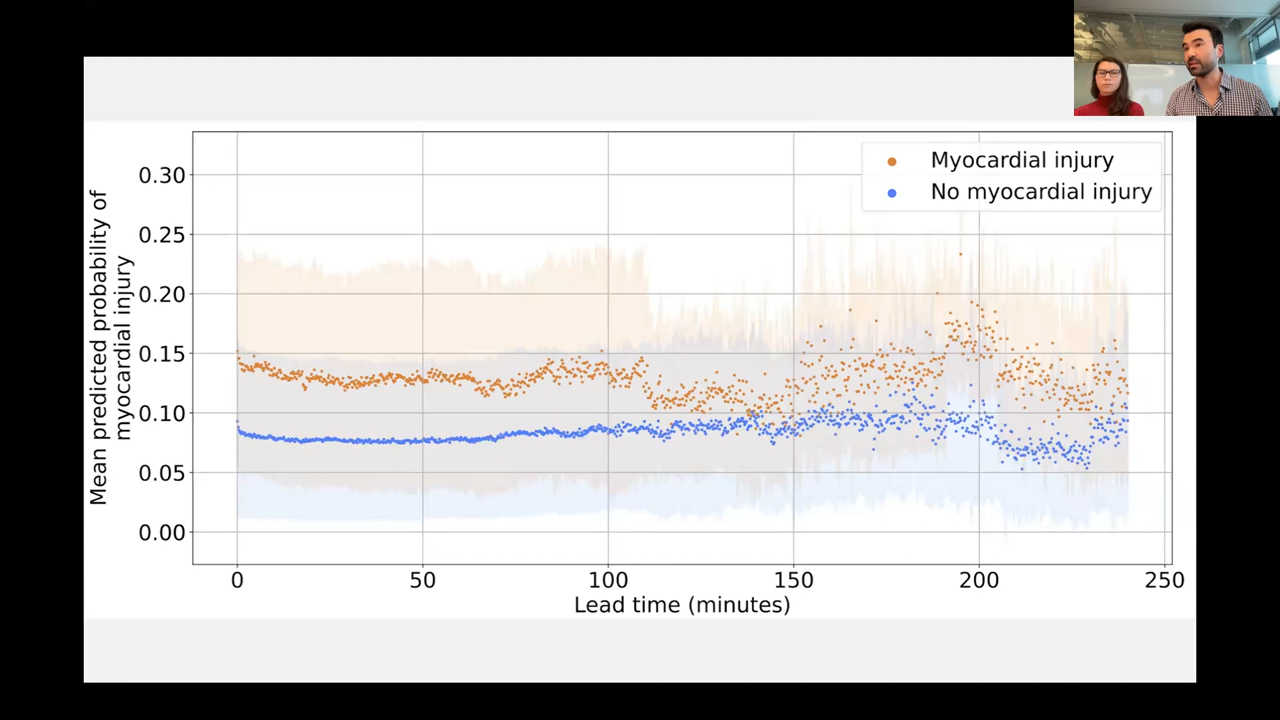 Myocardial injury
No myocardial injury
Mean predicted probability of
myocardial injury
0.30
0.25
0.20
0.15
0.10
0.05
0.00
0 50 100 150 200 250
Lead time (minutes)